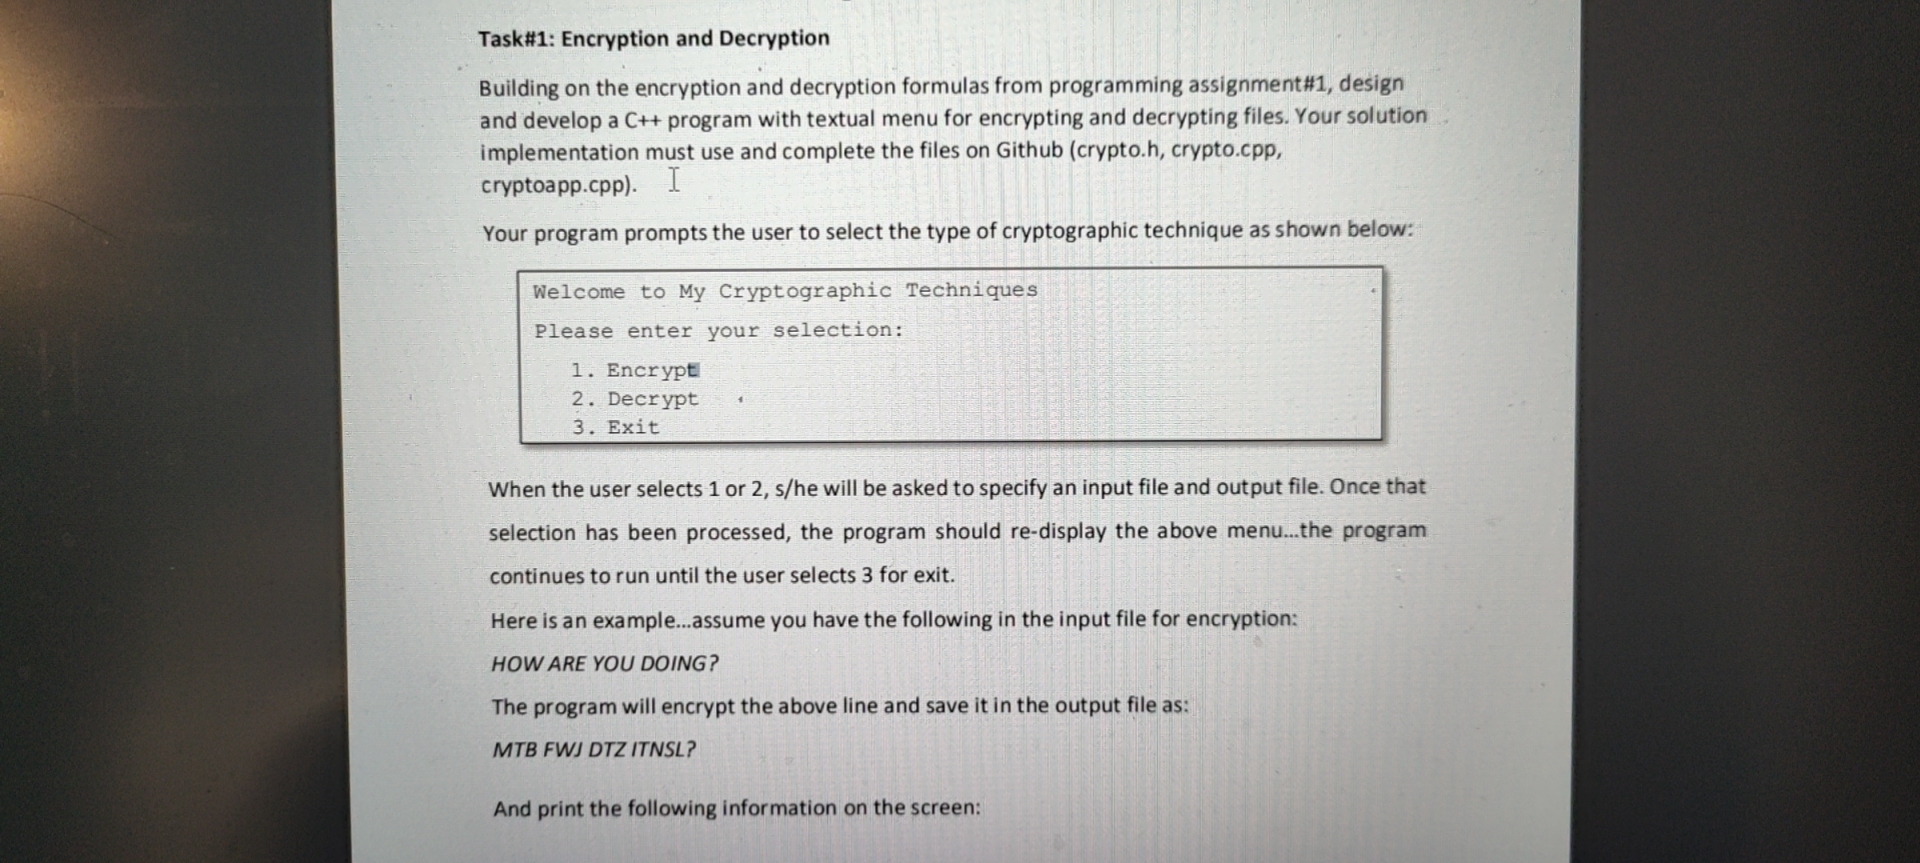 Task#1: Encryption and Decryption
Building on the encryption and decryption formulas from programming assignment#1, design
and develop a C++ program with textual menu for encrypting and decrypting files. Your solution
implementation must use and complete the files on Github (crypto.h, crypto.cpp,
cryptoapp.cpp).
Your program prompts the user to select the type of cryptographic technique as shown below:
Welcome to My Cryptographic Techniques
Please enter your selection:
1. Encrypt
2. Decrypt
3. Exit
When the user selects 1 or 2, s/he will be asked to specify an input file and output file. Once that
selection has been processed, the program should re-display the above menu...the program
continues to run until the user selects 3 for exit.
Here is an example...assume you have the following in the input file for encryption:
HOW ARE YOU DOING?
The program will encrypt the above line and save it in the output file as:
MTB FWJ DTZ ITNSL?
And print the following information on the screen: